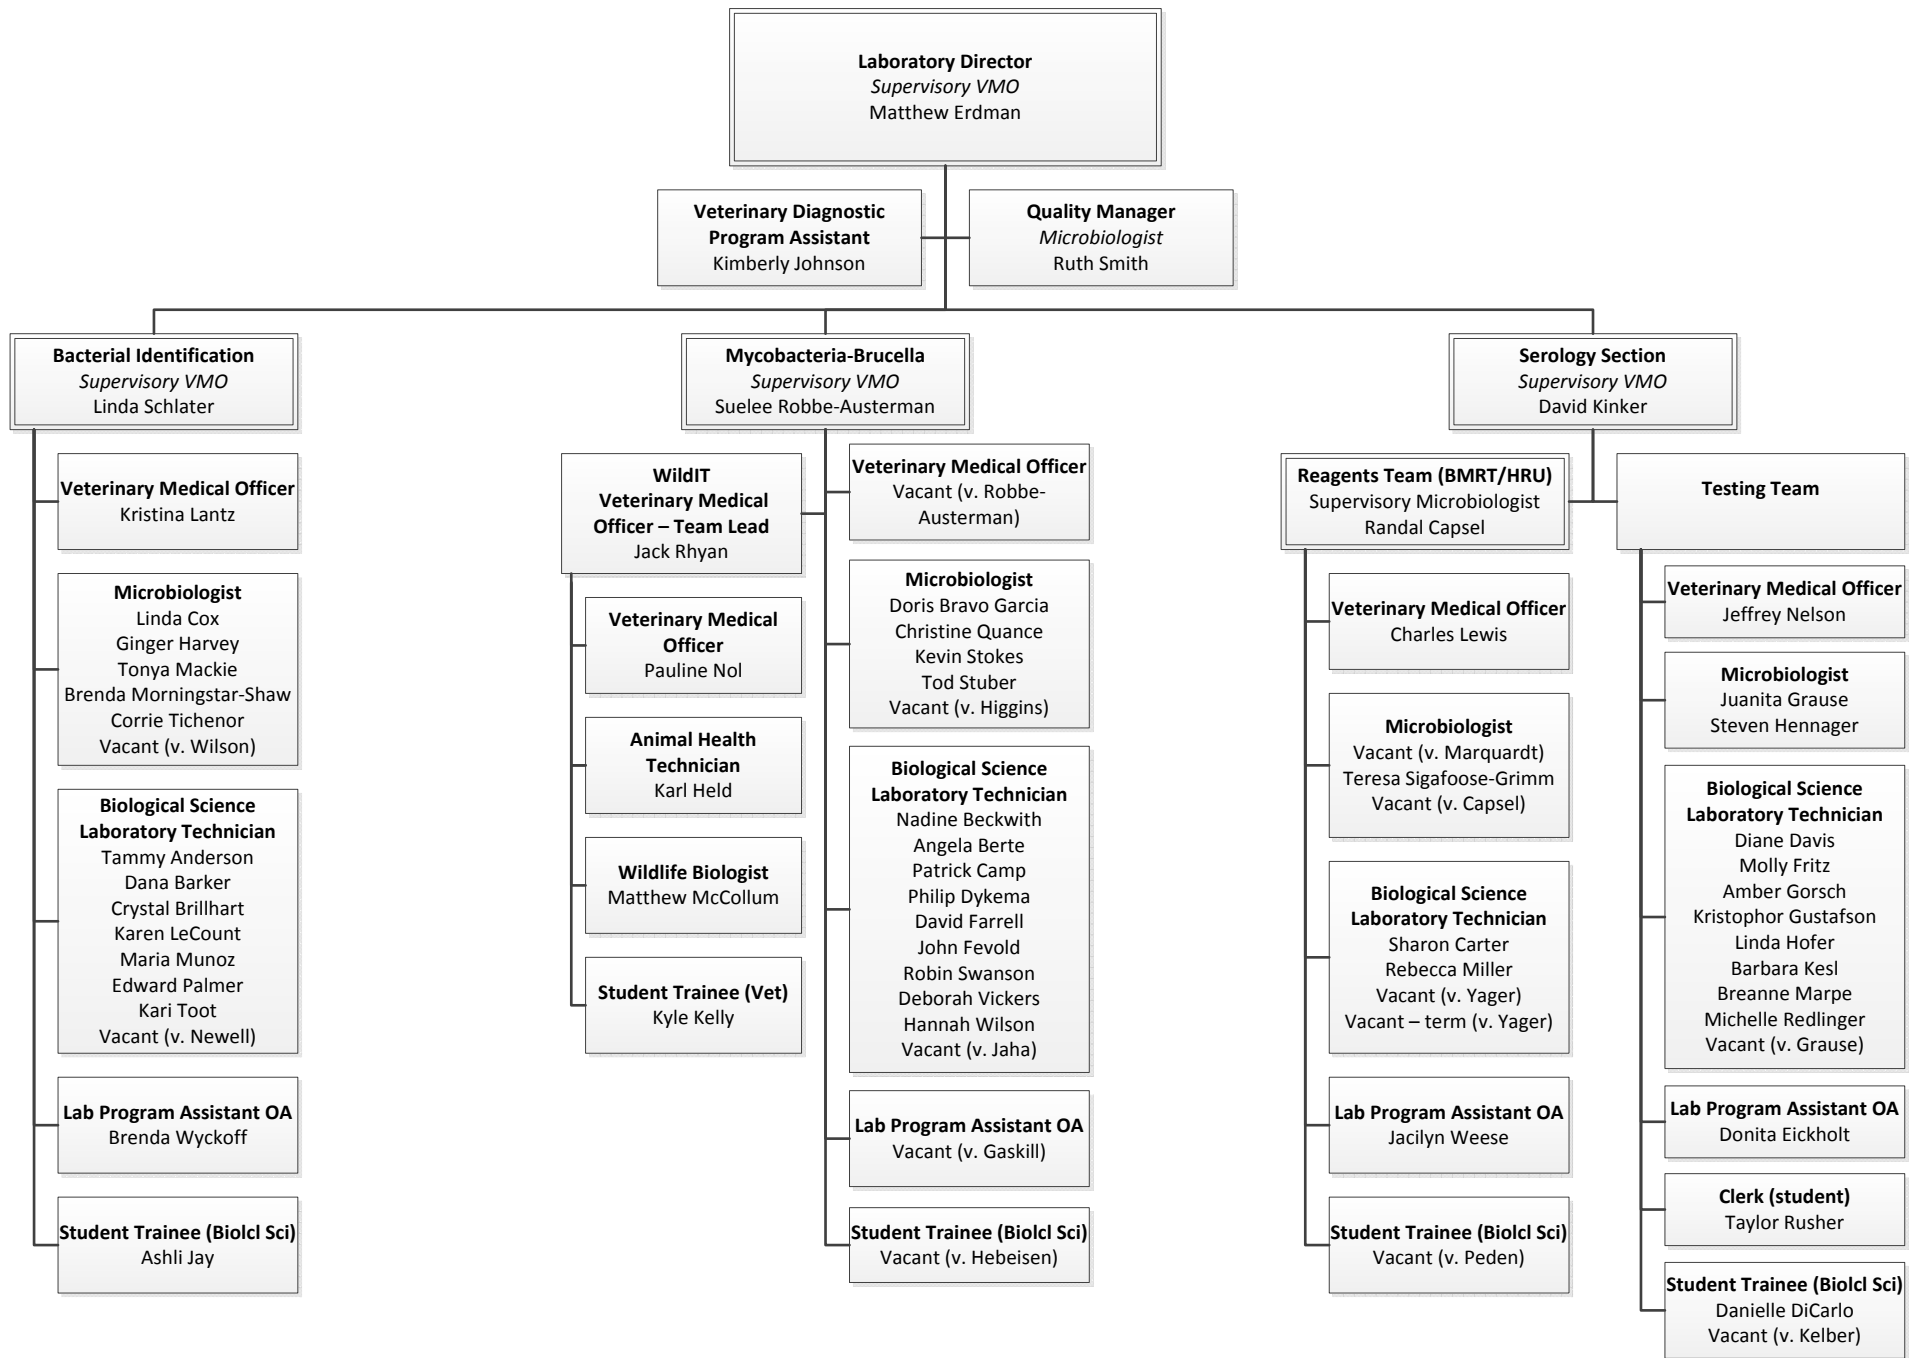 Laboratory Director
Supervisory VMO
Matthew Erdman
Veterinary Diagnostic
Program Assistant
Kimberly Johnson
Quality Manager
Microbiologist
Ruth Smith
Bacterial Identification
Supervisory VMO
Linda Schlater
Veterinary Medical Officer
Kristina Lantz
Microbiologist
Linda Cox
Ginger Harvey
Tonya Mackie
Brenda Morningstar-Shaw
Corrie Tichenor
Vacant (v. Wilson)
Biological Science
Laboratory Technician
Tammy Anderson
Dana Barker
Crystal Brillhart
Karen LeCount
Maria Munoz
Edward Palmer
Kari Toot
Vacant (v. Newell)
Lab Program Assistant OA
Brenda Wyckoff
Student Trainee (Biolcl Sci)
Ashli Jay
Mycobacteria-Brucella
Supervisory VMO
Suelee Robbe-Austerman
WildIT
Veterinary Medical
Officer – Team Lead
Jack Rhyan
Veterinary Medical
Officer
Pauline Nol
Animal Health
Technician
Karl Held
Wildlife Biologist
Matthew McCollum
Student Trainee (Vet)
Kyle Kelly
Veterinary Medical Officer
Vacant (v. Robbe-
Austerman)
Microbiologist
Doris Bravo Garcia
Christine Quance
Kevin Stokes
Tod Stuber
Vacant (v. Higgins)
Biological Science
Laboratory Technician
Nadine Beckwith
Angela Berte
Patrick Camp
Philip Dykema
David Farrell
John Fevold
Robin Swanson
Deborah Vickers
Hannah Wilson
Vacant (v. Jaha)
Lab Program Assistant OA
Vacant (v. Gaskill)
Student Trainee (Biolcl Sci)
Vacant (v. Hebeisen)
Serology Section
Supervisory VMO
David Kinker
Reagents Team (BMRT/HRU)
Supervisory Microbiologist
Randal Capsel
Veterinary Medical Officer
Charles Lewis
Microbiologist
Vacant (v. Marquardt)
Teresa Sigafoose-Grimm
Vacant (v. Capsel)
Biological Science
Laboratory Technician
Sharon Carter
Rebecca Miller
Vacant (v. Yager)
Vacant – term (v. Yager)
Lab Program Assistant OA
Jacilyn Weese
Student Trainee (Biolcl Sci)
Vacant (v. Peden)
Testing Team
Veterinary Medical Officer
Jeffrey Nelson
Microbiologist
Juanita Grause
Steven Hennager
Biological Science
Laboratory Technician
Diane Davis
Molly Fritz
Amber Gorsch
Kristophor Gustafson
Linda Hofer
Barbara Kesl
Breanne Marpe
Michelle Redlinger
Vacant (v. Grause)
Lab Program Assistant OA
Donita Eickholt
Clerk (student)
Taylor Rusher
Student Trainee (Biolcl Sci)
Danielle DiCarlo
Vacant (v. Kelber)